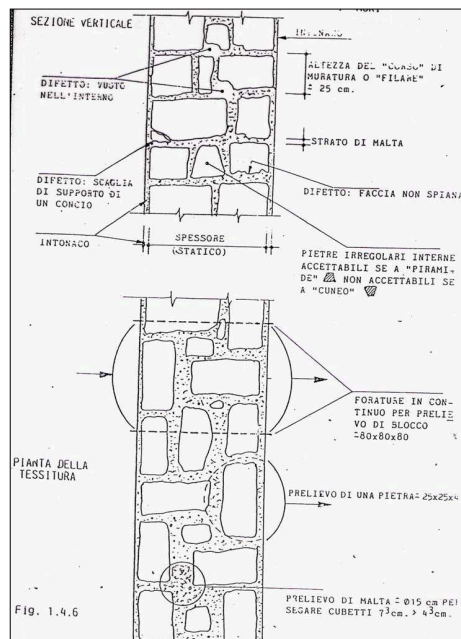 SEZIONE VERTICALE
INTONACO
ALTEZZA DEL "CORSO" DI
MURATURA O "FILARE"
= 25 cm.
DIFETTO: VUOTO
NELL'INTERNO
STRATO DI MALTA
DIFETTO: SCAGLIA
DI SUPPORTO DI
UN CONCIO
DIFETTO: FACCIA NON SPIANA
INTONACO
SPESSORE
(STATICO)
PIETRE IRREGOLARI INTERNE
ACCETTABILI SE A "PIRAMI-
DE" NON ACCETTABILI SE
A "CUNEO"
FORATURE IN CON-
TINUO PER PRELIE
VO DI BLOCCO
=80x80x80
PIANTA DELLA
TESSITURA
PRELIEVO DI UNA PIETRA= 25x25x4
PRELIEVO DI MALTA = Ø15 cm PER
SEGARE CUBETTI 7³cm. > 4³cm.
Fig. 1.4.6